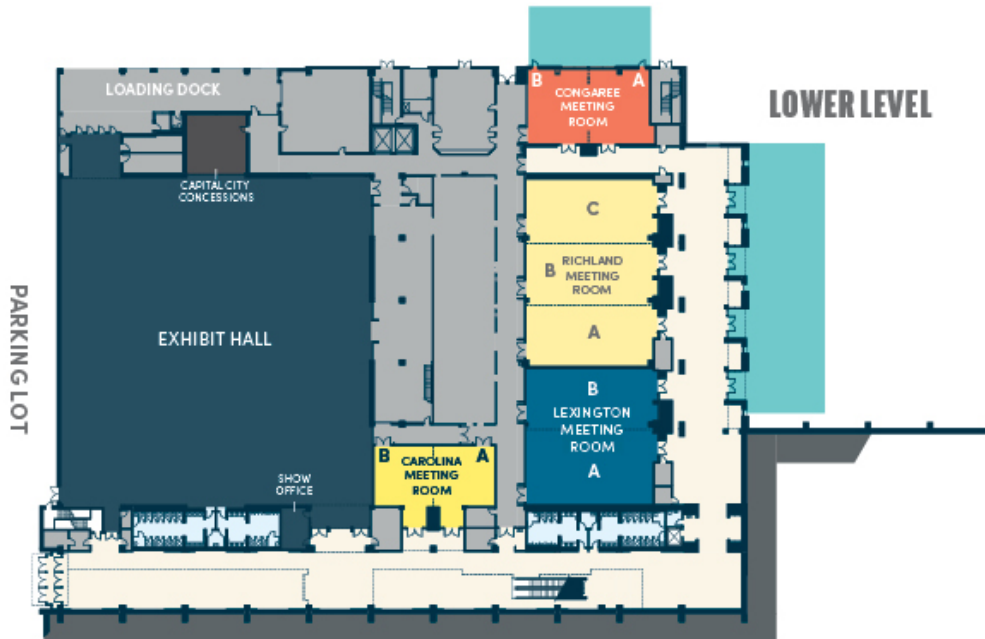 LOWER LEVEL
LOADING DOCK
B
A
CONGAREE
MEETING
ROOM
CAPITAL CITY
CONCESSIONS
C
B
RICHLAND
MEETING
ROOM
A
PARKING LOT
EXHIBIT HALL
B
LEXINGTON
MEETING
ROOM
A
B
A
CAROLINA
MEETING
ROOM
SHOW
OFFICE